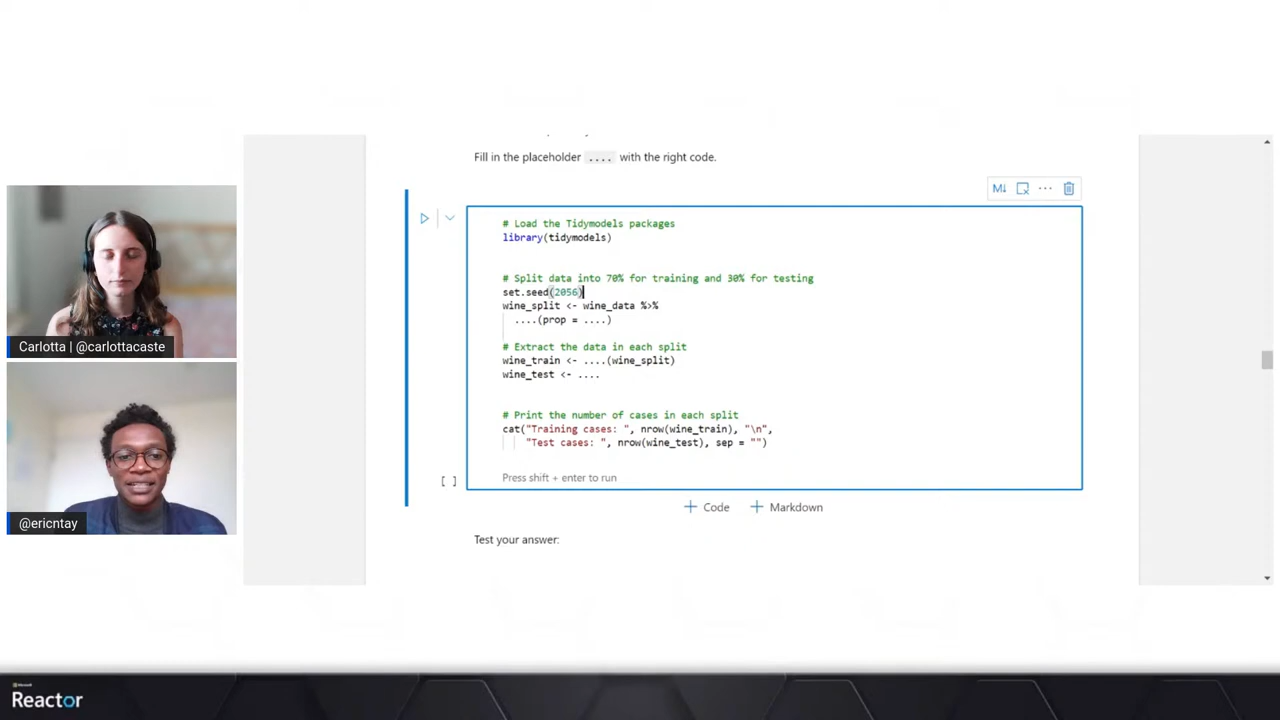 Fill in the placeholder .... with the right code.
M↓
# Load the Tidymodels packages
library(tidymodels)
# Split data into 70% for training and 30% for testing
set.seed(2056)
wine_split <- wine_data %>%
....(prop = ....)
# Extract the data in each split
wine_train <- ....(wine_split)
wine_test <- ....
# Print the number of cases in each split
cat("Training cases: ", nrow(wine_train), "\n",
"Test cases: ", nrow(wine_test), sep = "")
[ ]
Press shift + enter to run
+ Code + Markdown
Test your answer:
Carlotta | @carlottacaste
@ericntay
Microsoft
Reactor